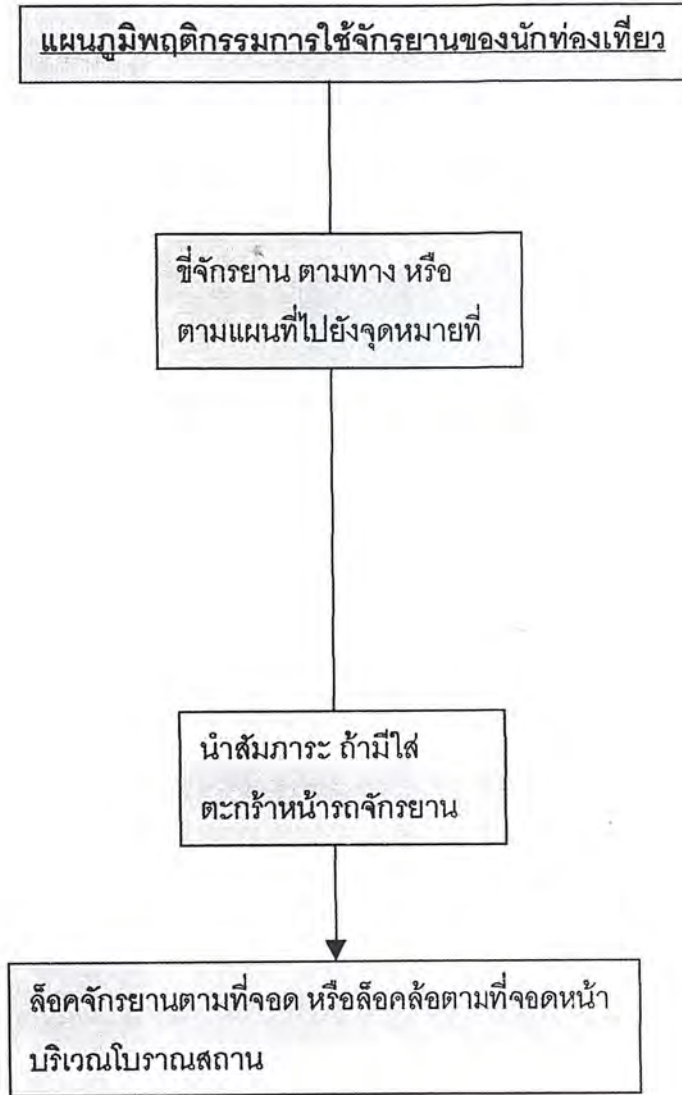 แผนภูมิพฤติกรรมการใช้จักรยานของนักท่องเที่ยว
ขี่จักรยาน ตามทาง หรือ
ตามแผนที่ไปยังจุดหมายที่
นำสัมภาระ ถ้ามีใส่
ตะกร้าหน้ารถจักรยาน
ล็อคจักรยานตามที่จอด หรือล็อคล้อตามที่จอดหน้า
บริเวณโบราณสถาน